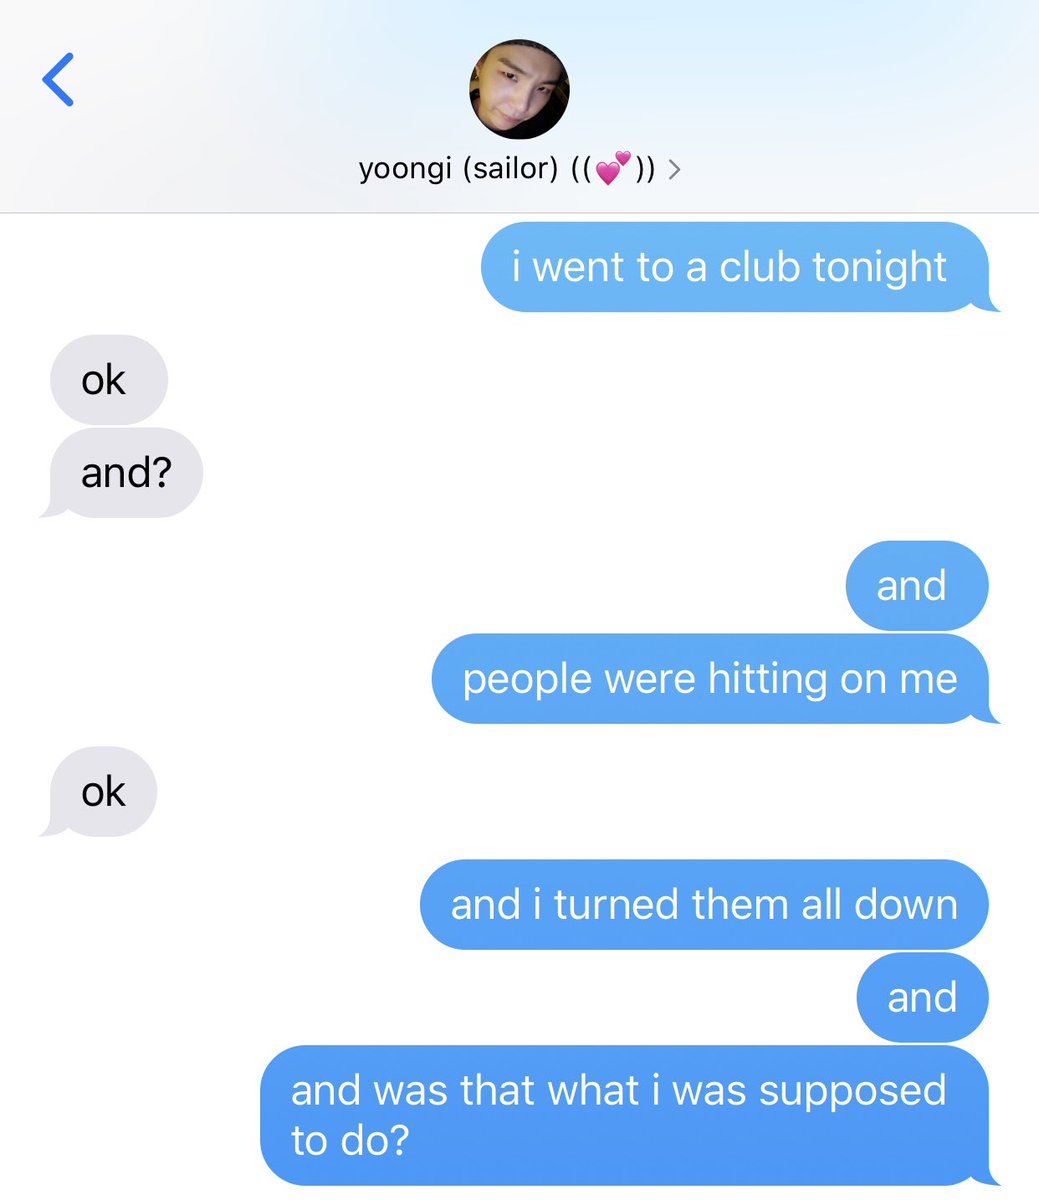 yoongi (sailor) ((💕))
i went to a club tonight
ok
and?
and
people were hitting on me
ok
and i turned them all down
and
and was that what i was supposed
to do?